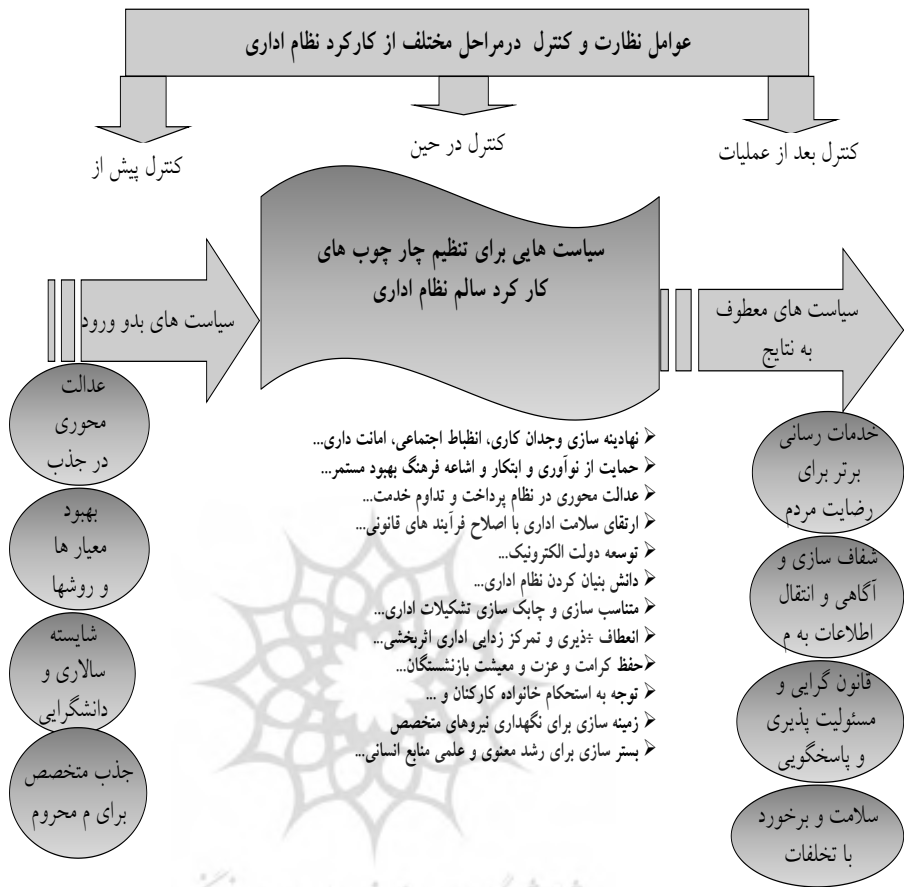 عوامل نظارت و کنترل درمراحل مختلف از کارکرد نظام اداری
کنترل بعد از عملیات
کنترل در حین
کنترل پیش از
سیاست هایی برای تنظیم چار چوب های
کار کرد سالم نظام اداری
سیاست های معطوف
به نتایج
سیاست های بدو ورود
خدمات رسانی
برتر برای
رضایت مردم
شفاف سازی و
آگاهی و انتقال
اطلاعات به م
قانون گرایی و
مسئولیت پذیری
و پاسخگویی
سلامت و برخورد
با تخلفات
نهادینه سازی وجدان کاری، انظباط اجتماعی، امانت داری...
حمایت از نوآوری و ابتکار و اشاعه فرهنگ بهبود مستمر...
عدالت محوری در نظام پرداخت و تداوم خدمت...
ارتقای سلامت اداری با اصلاح فرآیند های قانونی...
توسعه دولت الکترونیک...
دانش بنیان کردن نظام اداری...
متناسب سازی و چابک سازی تشکیلات اداری...
انعطاف ÷ذیری و تمرکز زدایی اداری اثربخشی...
حفظ کرامت و عزت و معیشت بازنشستگان...
توجه به استحکام خانواده کارکنان و ...
زمینه سازی برای نگهداری نیروهای متخصص
بستر سازی برای رشد معنوی و علمی منابع انسانی...
عدالت
محوری
در جذب
بهبود
معیار ها
و روشها
شایسته
سالاری و
دانشگرایی
جذب متخصص
برای م محروم